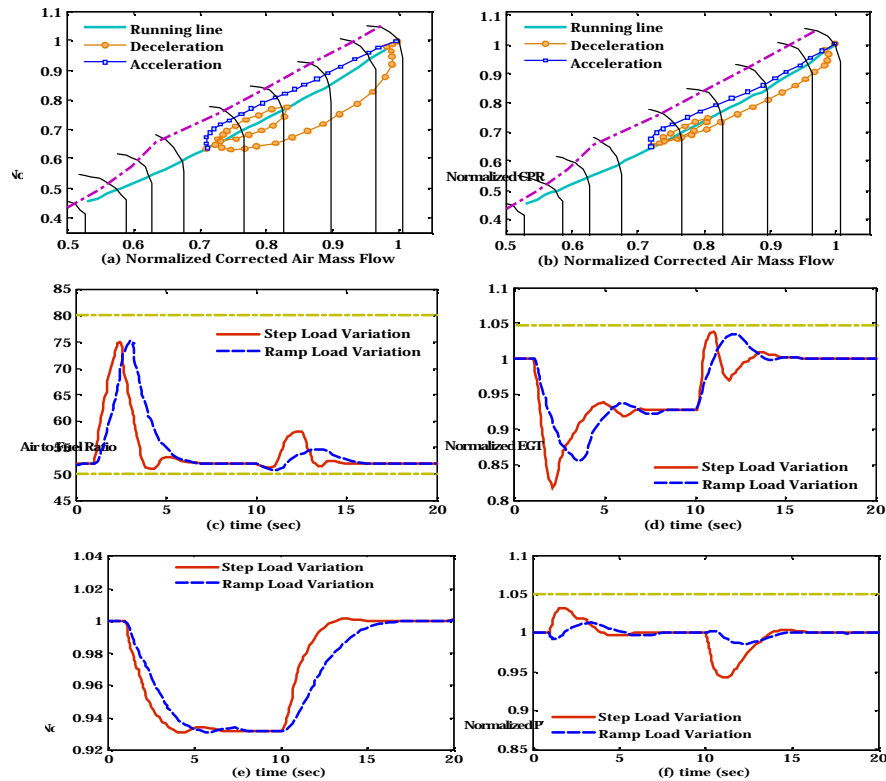 1.1
1
0.9
0.8
0.7
0.6
0.5
0.4
Running line
Deceleration
Acceleration
0.5 0.6 0.7 0.8 0.9 1
(a) Normalized Corrected Air Mass Flow
1.1
1
0.9
0.8
0.7
0.6
0.5
0.4
Normalized CPR
Running line
Deceleration
Acceleration
0.5 0.6 0.7 0.8 0.9 1
(b) Normalized Corrected Air Mass Flow
85
80
75
70
65
60
55
50
45
Air to Fuel Ratio
Step Load Variation
Ramp Load Variation
0 5 10 15 20
(c) time (sec)
1.1
1.05
1
0.95
0.9
0.85
0.8
Normalized EGT
Step Load Variation
Ramp Load Variation
0 5 10 15 20
(d) time (sec)
1.04
1.02
1
0.98
0.96
0.94
0.92
Step Load Variation
Ramp Load Variation
0 5 10 15 20
(e) time (sec)
1.1
1.05
1
0.95
0.9
0.85
Step Load Variation
Ramp Load Variation
Normalized
0 5 10 15 20
(f) time (sec)